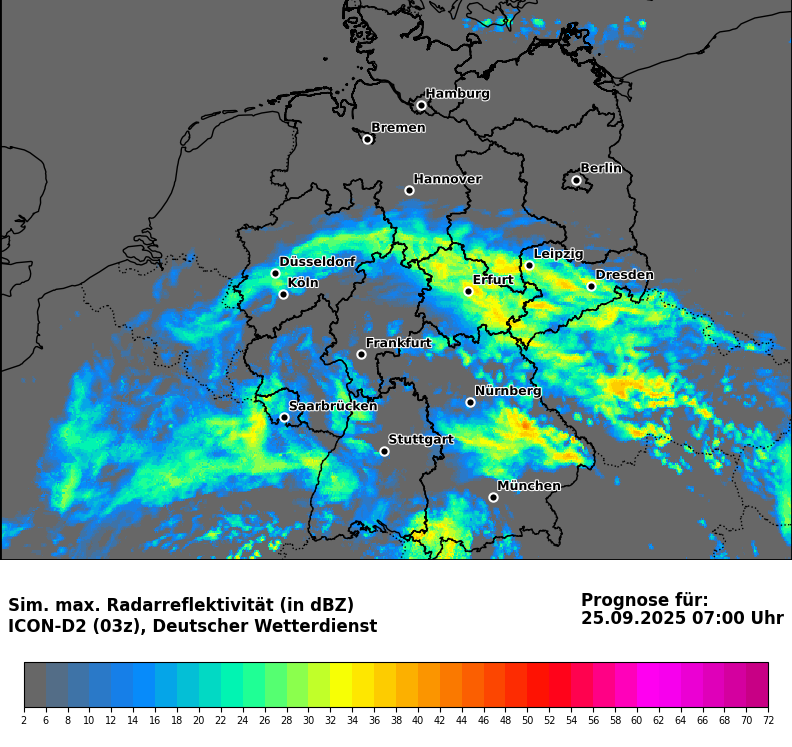 Hamburg
Bremen
Berlin
Hannover
Leipzig
Düsseldorf
Dresden
Köln
Erfurt
Frankfurt
Nürnberg
Saarbrücken
Stuttgart
München
Sim. max. Radarreflektivität (in dBZ)
ICON-D2 (03z), Deutscher Wetterdienst
Prognose für:
25.09.2025 07:00 Uhr
2 6 8 10 12 14 16 18 20 22 24 26 28 30 32 34 36 38 40 42 44 46 48 50 52 54 56 58 60 62 64 66 68 70 72